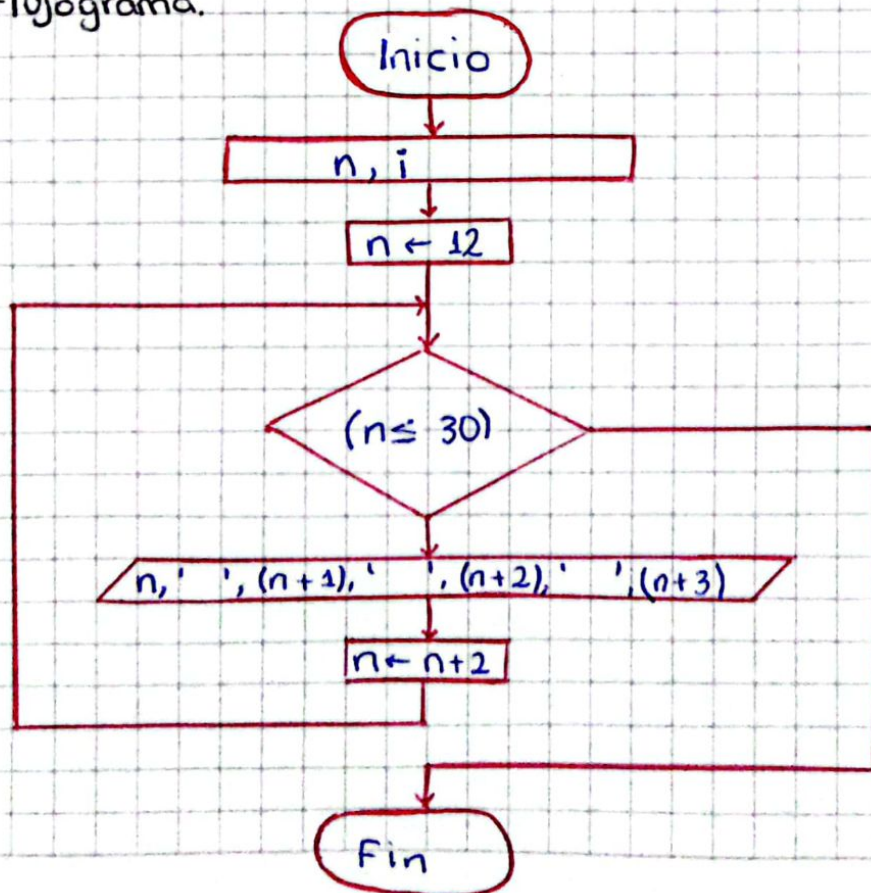 Flujograma.
Inicio
n, i
n ← 12
(n ≤ 30)
n, ' ', (n+1), ' ', (n+2), ' ', (n+3)
n ← n+2
Fin